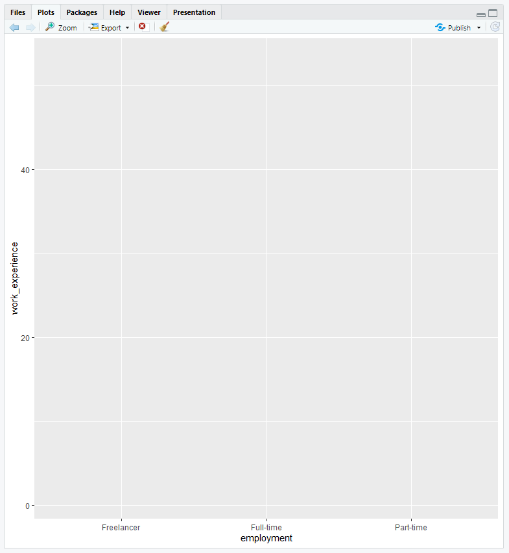 Files Plots Packages Help Viewer Presentation
Zoom Export Publish
work_experience
40
20
0
Freelancer Full-time Part-time
employment